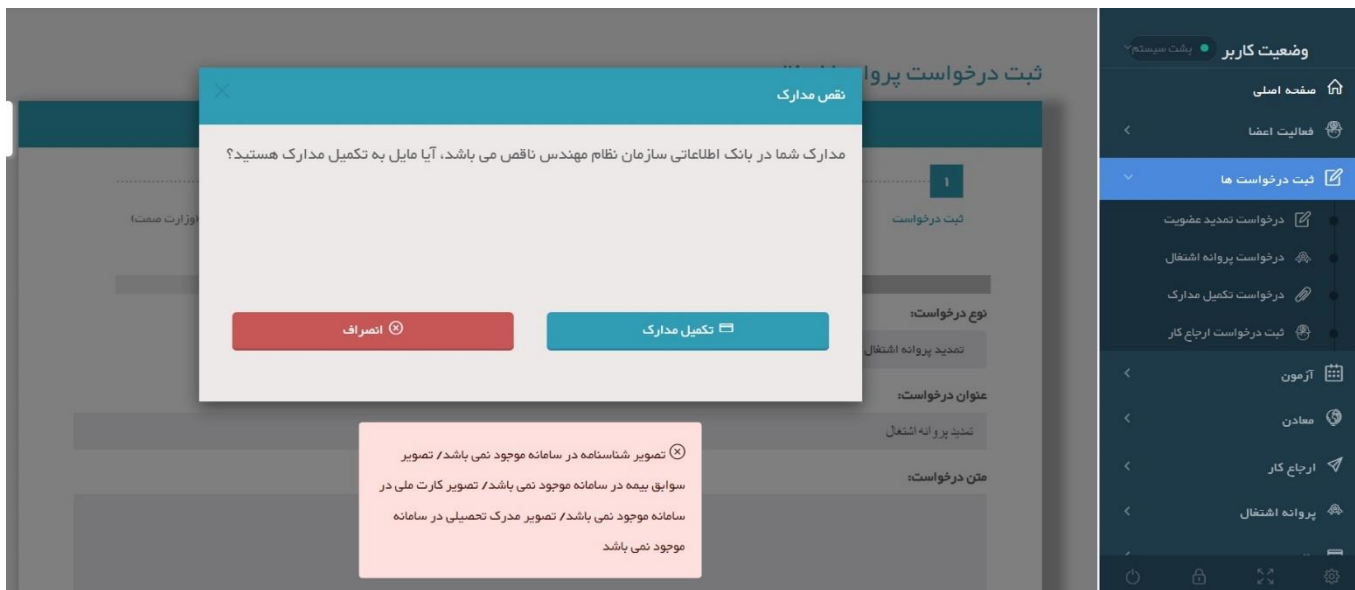 وضعیت کاربر
پشت سیستم
صفحه اصلی
فعالیت اعضا
ثبت درخواست ها
درخواست تمدید عضویت
درخواست پروانه اشتغال
درخواست تکمیل مدارک
ثبت درخواست ارجاع کار
آزمون
معادن
ارجاع کار
پروانه اشتغال
ثبت درخواست
نقص مدارک
مدارک شما در بانک اطلاعاتی سازمان نظام مهندس ناقص می باشد، آیا مایل به تکمیل مدارک هستید؟
تکمیل مدارک
انصراف
۱
ثبت درخواست
(وزارت صمت)
نوع درخواست:
تمدید پروانه اشتغال
عنوان درخواست:
تمدید پروانه اشتغال
متن درخواست:
تصویر شناسنامه در سامانه موجود نمی باشد/ تصویر
سوابق بیمه در سامانه موجود نمی باشد/ تصویر کارت ملی در
سامانه موجود نمی باشد/ تصویر مدرک تحصیلی در سامانه
موجود نمی باشد